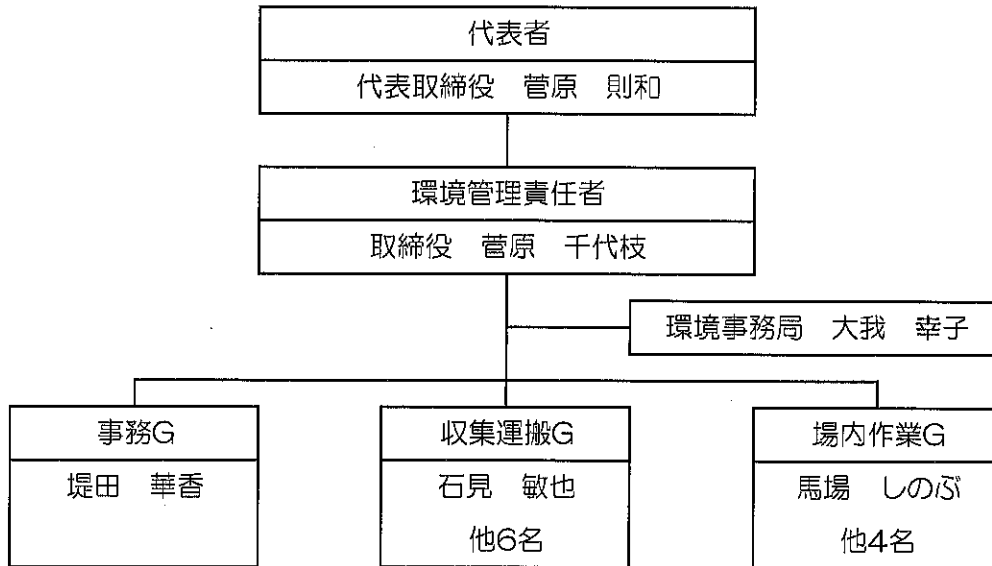 代表者
代表取締役　菅原　則和
環境管理責任者
取締役　菅原　千代枝
環境事務局　大我　幸子
事務G
堤田　華香
収集運搬G
石見　敏也
他6名
場内作業G
馬場　しのぶ
他4名